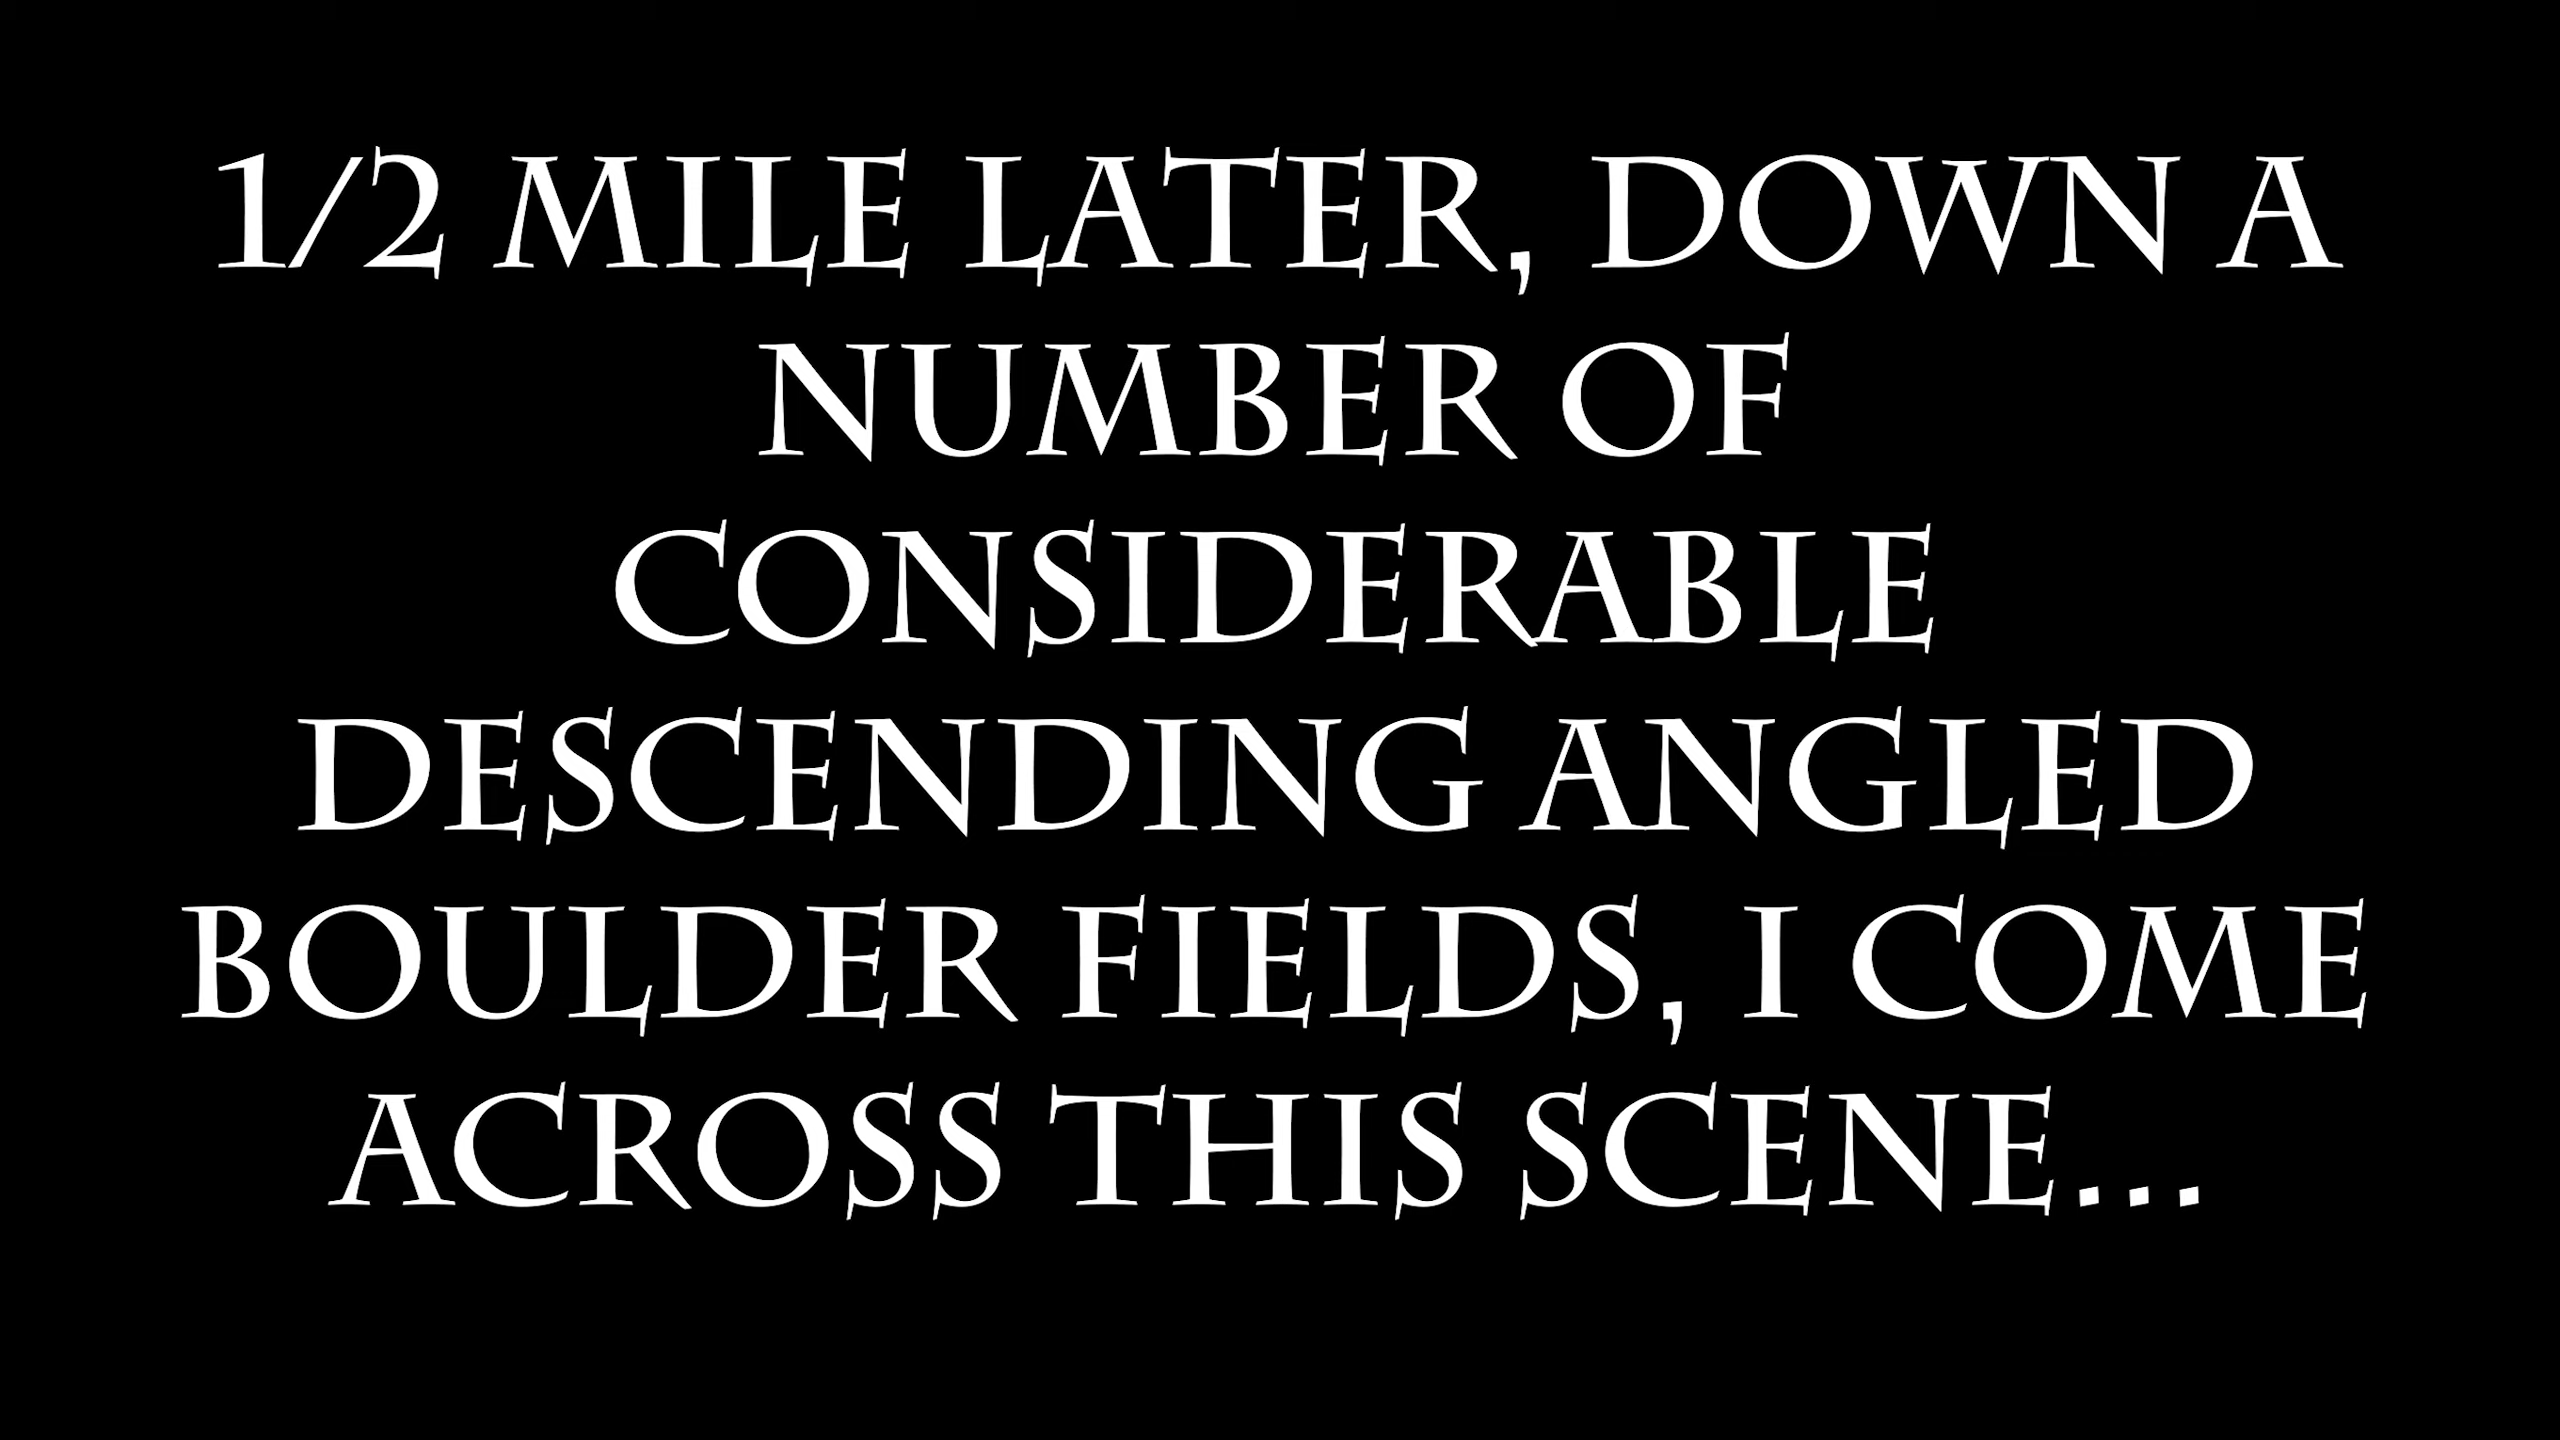 1/2 MILE LATER, DOWN A
NUMBER OF
CONSIDERABLE
DESCENDING ANGLED
BOULDER FIELDS, I COME
ACROSS THIS SCENE...